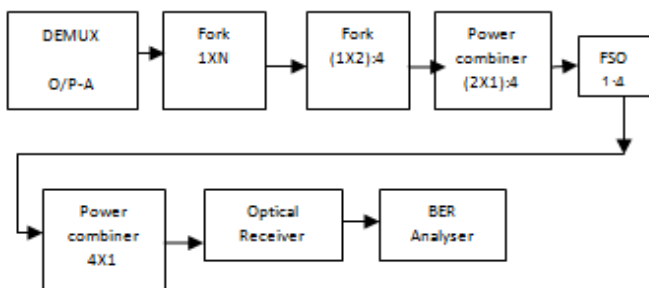 DEMUX
O/P-A
Fork
1XN
Fork
(1X2):4
Power
combiner
(2X1):4
FSO
1:4
Power
combiner
4X1
Optical
Receiver
BER
Analyser